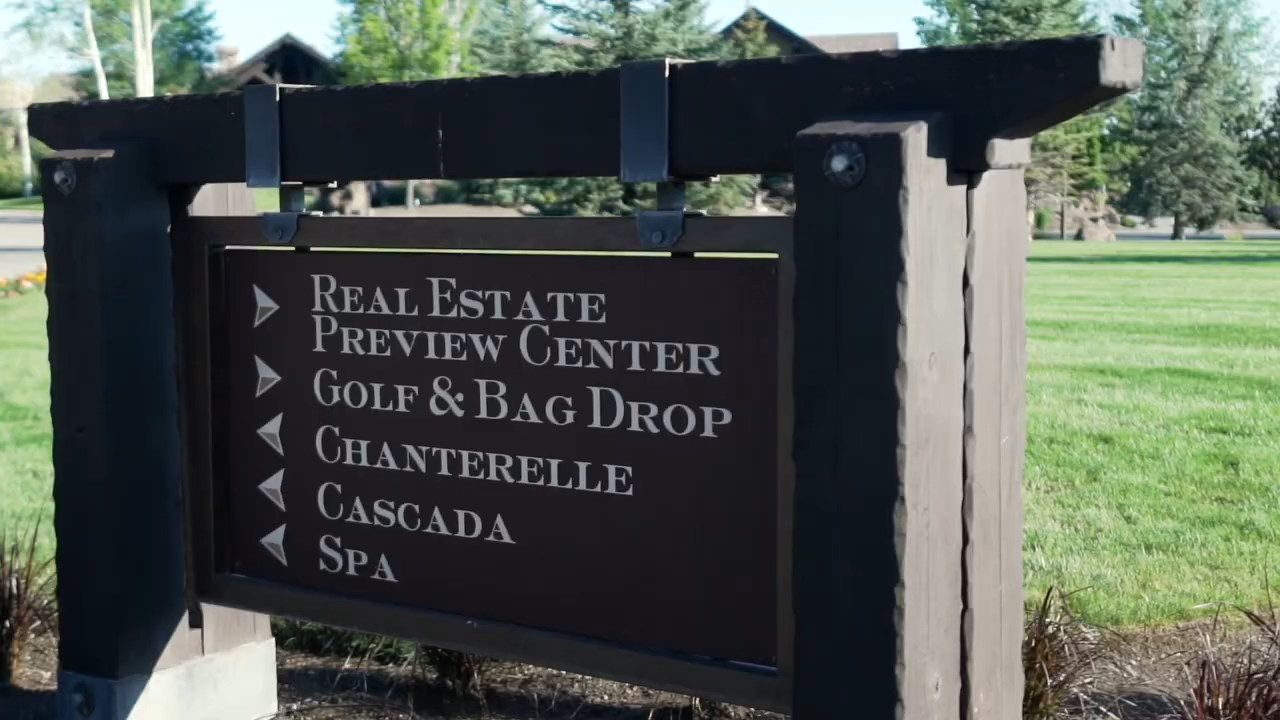 Real Estate
Preview Center
Golf & Bag Drop
Chanterelle
Cascada
Spa